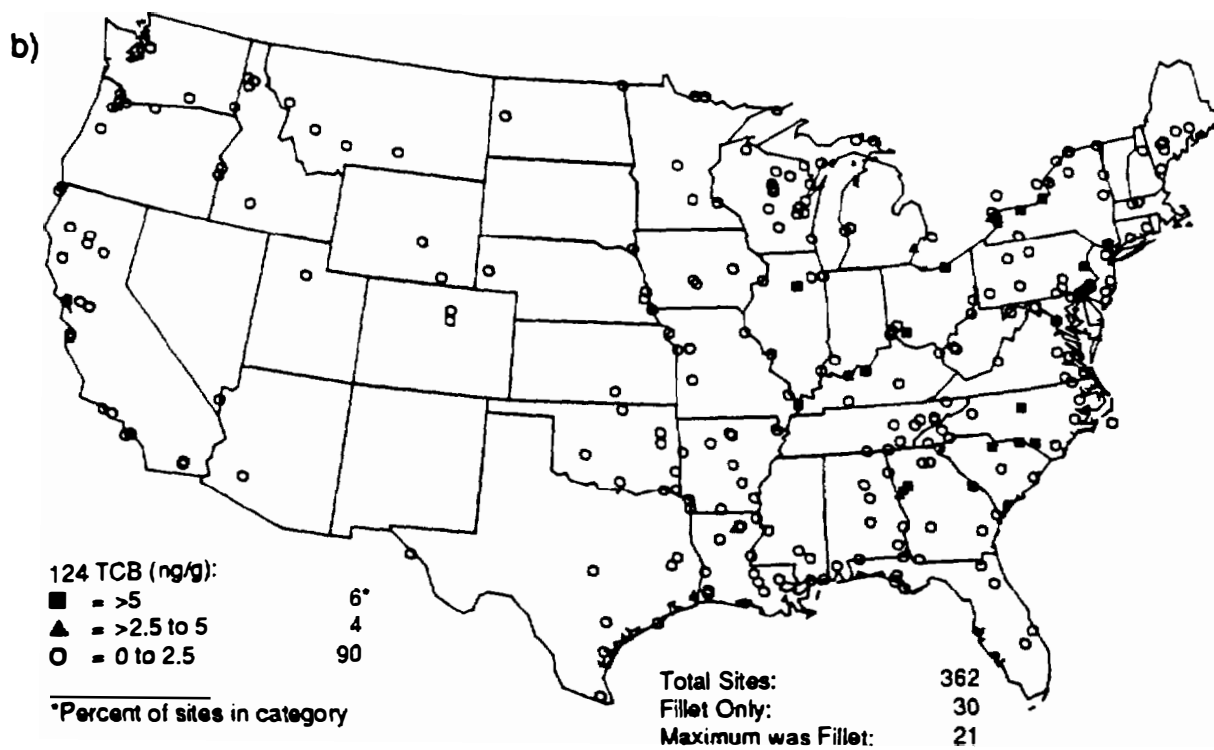 b)
124 TCB (ng/g):
■ = >5 6*
▲ = >2.5 to 5 4
○ = 0 to 2.5 90
*Percent of sites in category
Total Sites: 362
Fillet Only: 30
Maximum was Fillet: 21